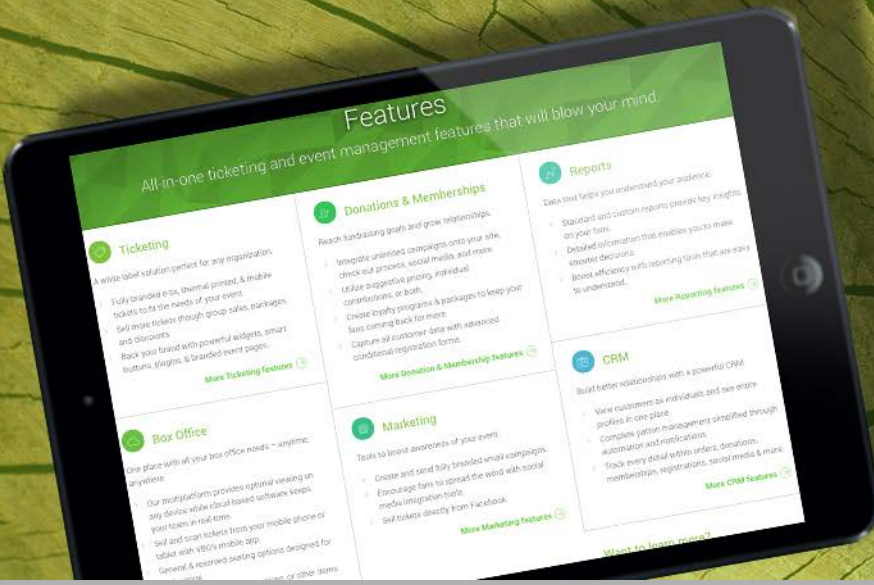 Features
All-in-one ticketing and event management features that will blow your mind.
Ticketing
A white label solution perfect for any organization.
Fully branded e-tix, thermal printed, & mobile
tickets to fit the needs of your event.
Sell more tickets though group sales, packages,
and discounts.
Back your brand with powerful widgets, smart
buttons, plugins, & branded event pages.
More Ticketing features
Donations & Memberships
Reach fundraising goals and grow relationships.
Integrate unlimited campaigns onto your site,
check out process, social media, and more.
Utilize suggestive pricing, individual
contributions, or both.
Create loyalty programs & packages to keep your
fans coming back for more.
Capture all customer data with advanced
conditional registration forms.
More Donation & Membership features
Reports
Data that helps you understand your audience.
Standard and custom reports provide key insights
on your fans.
Detailed information that enables you to make
smarter decisions.
Boost efficiency with reporting tools that are easy
to understand.
More Reporting features
Box Office
One place with all your box office needs – anytime,
anywhere.
Our multiplatform provides optimal viewing on
any device while cloud-based software keeps
your team in real-time.
Sell and scan tickets from your mobile phone or
tablet with VBO's mobile app.
General & reserved seating options designed for
or other items
Marketing
Tools to boost awareness of your event.
Create and send fully branded email campaigns.
Encourage fans to spread the word with social
media integration tools.
Sell tickets directly from Facebook.
More Marketing features
CRM
Build better relationships with a powerful CRM
View customers as individuals and see entire
profiles in one place.
Complete patron management simplified through
automation and notifications.
Track every detail within orders, donations,
memberships, registrations, social media & more.
More CRM features
Want to learn more?